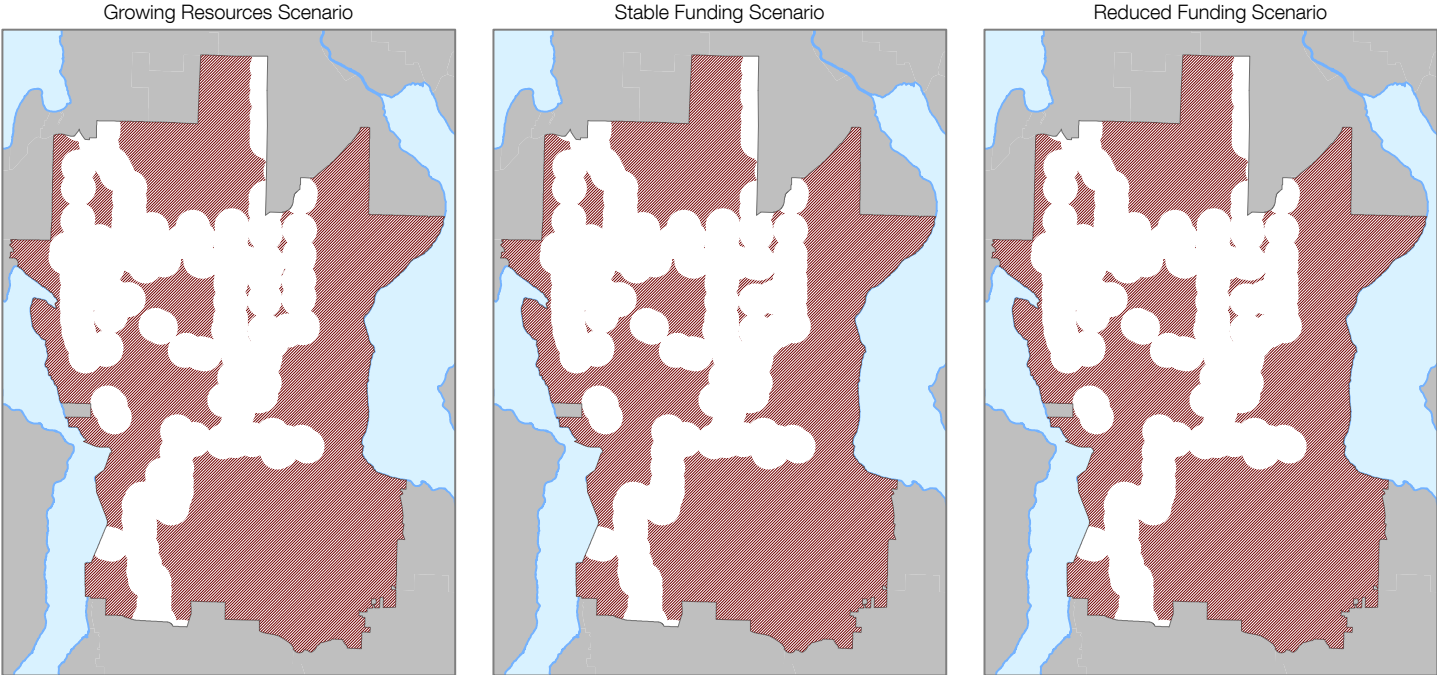 Growing Resources Scenario
Stable Funding Scenario
Reduced Funding Scenario